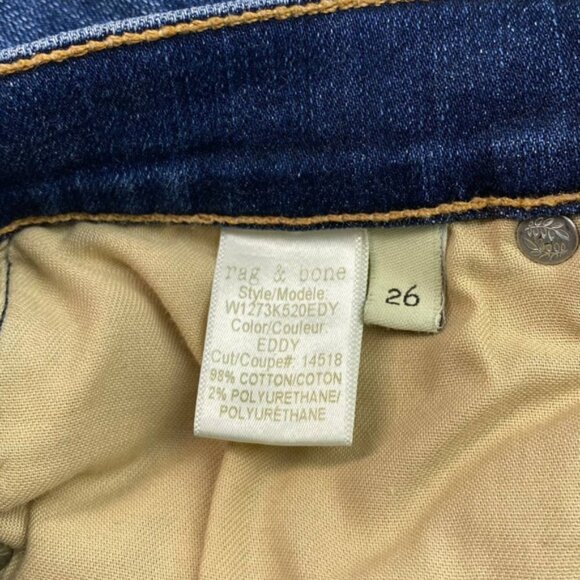 rag & bone
Style/Modèle:
W1273K520EDY
Color/Couleur:
EDDY
Cut/Coupe#: 14518
98% COTTON/COTON
2% POLYURETHANE/
POLYURÉTHANE
26